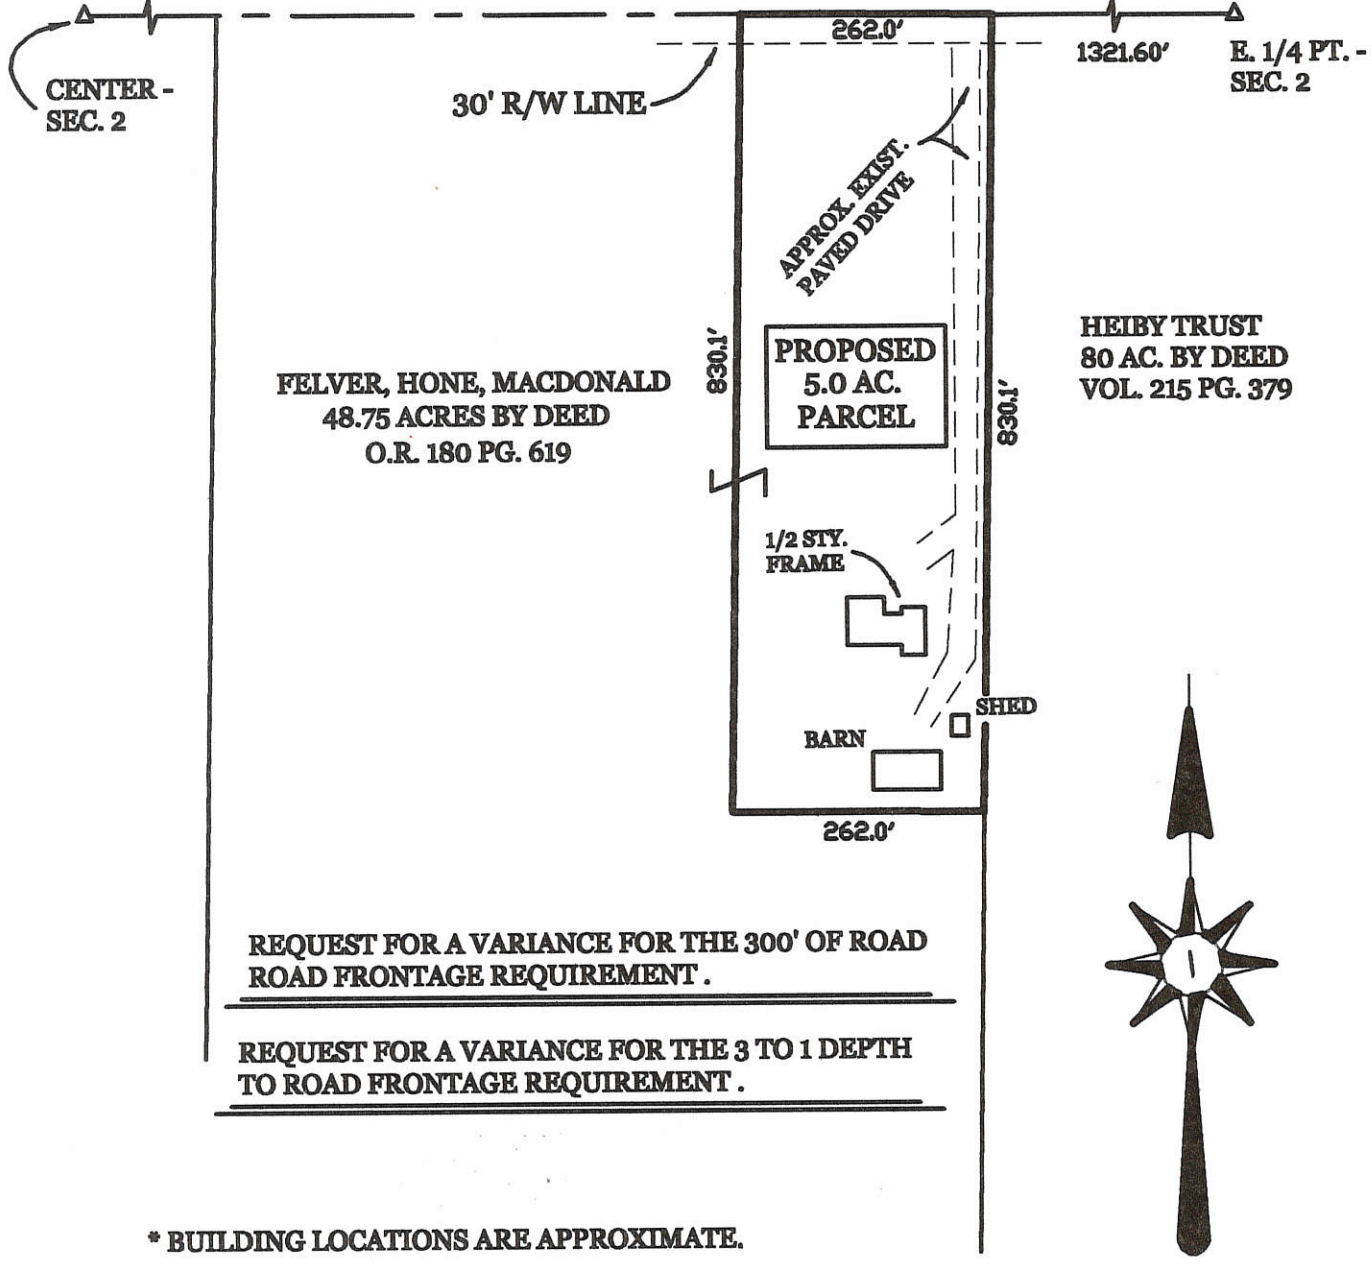 262.0'
1321.60'
CENTER -
SEC. 2
E. 1/4 PT. -
SEC. 2
30' R/W LINE
APPROX. EXIST.
PAVED DRIVE
830.1'
PROPOSED
5.0 AC.
PARCEL
830.1'
FELVER, HONE, MACDONALD
48.75 ACRES BY DEED
O.R. 180 PG. 619
HEIBY TRUST
80 AC. BY DEED
VOL. 215 PG. 379
1/2 STY.
FRAME
SHED
BARN
262.0'
REQUEST FOR A VARIANCE FOR THE 300' OF ROAD
ROAD FRONTAGE REQUIREMENT .
REQUEST FOR A VARIANCE FOR THE 3 TO 1 DEPTH
TO ROAD FRONTAGE REQUIREMENT .
* BUILDING LOCATIONS ARE APPROXIMATE.